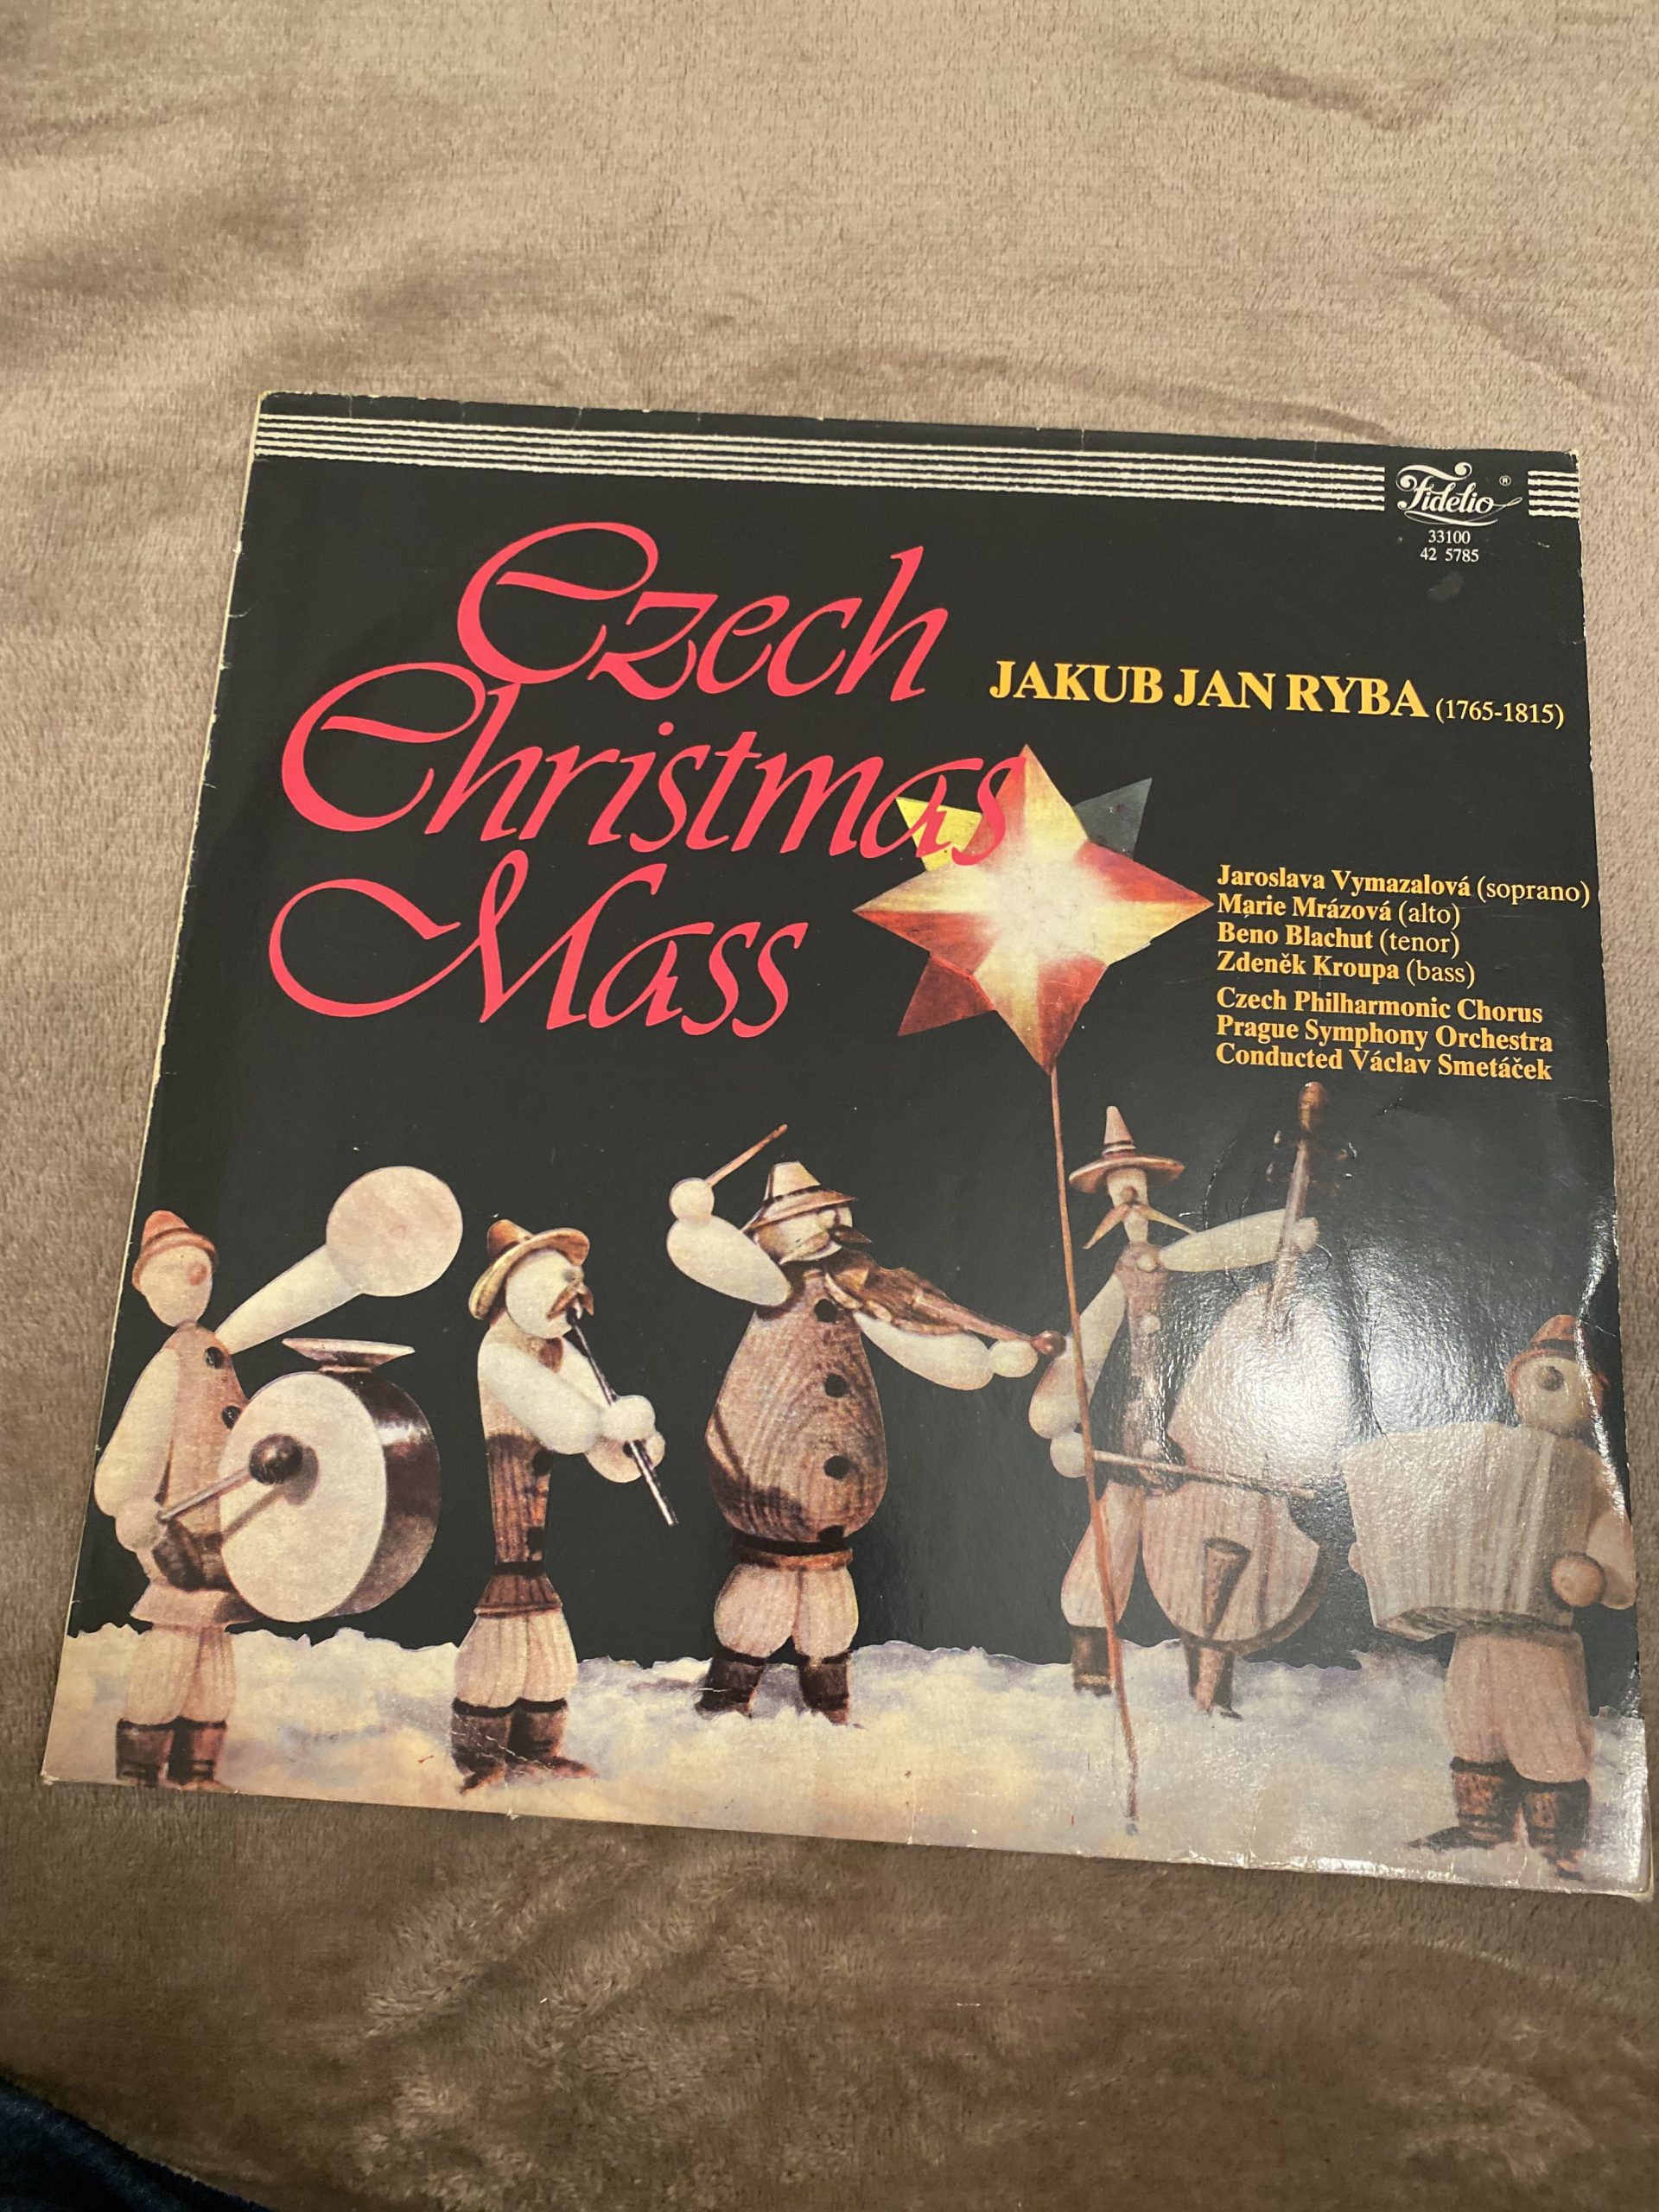 Fidelio ®
33100
42 5785
Czech
Christmas
Mass
JAKUB JAN RYBA (1765-1815)
Jaroslava Vymazalová (soprano)
Marie Mrázová (alto)
Beno Blachut (tenor)
Zdeněk Kroupa (bass)
Czech Philharmonic Chorus
Prague Symphony Orchestra
Conducted Václav Smetáček